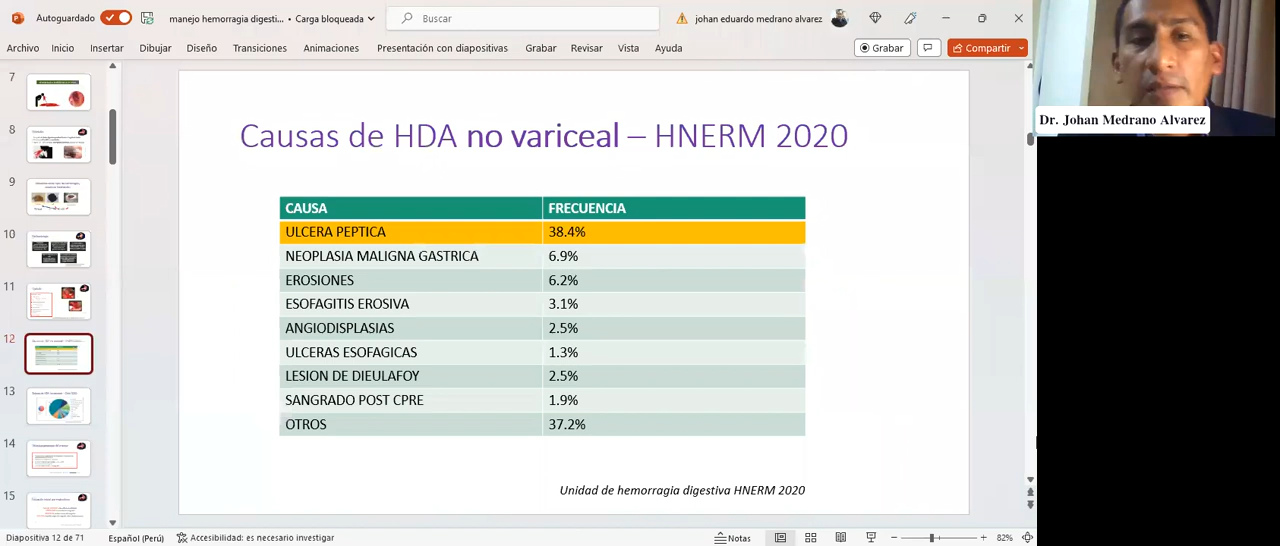 Autoguardado
manejo hemorragia digesti... • Carga bloqueada
Buscar
johan eduardo medrano alvarez
Archivo Inicio Insertar Dibujar Diseño Transiciones Animaciones Presentación con diapositivas Grabar Revisar Vista Ayuda
Grabar
Compartir
Dr. Johan Medrano Alvarez
7
8
9
10
11
12
13
14
15
Causas de HDA no variceal – HNERM 2020
CAUSA FRECUENCIA
ULCERA PEPTICA 38.4%
NEOPLASIA MALIGNA GASTRICA 6.9%
EROSIONES 6.2%
ESOFAGITIS EROSIVA 3.1%
ANGIODISPLASIAS 2.5%
ULCERAS ESOFAGICAS 1.3%
LESION DE DIEULAFOY 2.5%
SANGRADO POST CPRE 1.9%
OTROS 37.2%
Unidad de hemorragia digestiva HNERM 2020
Diapositiva 12 de 71 Español (Perú) Accesibilidad: es necesario investigar
Notas
82%